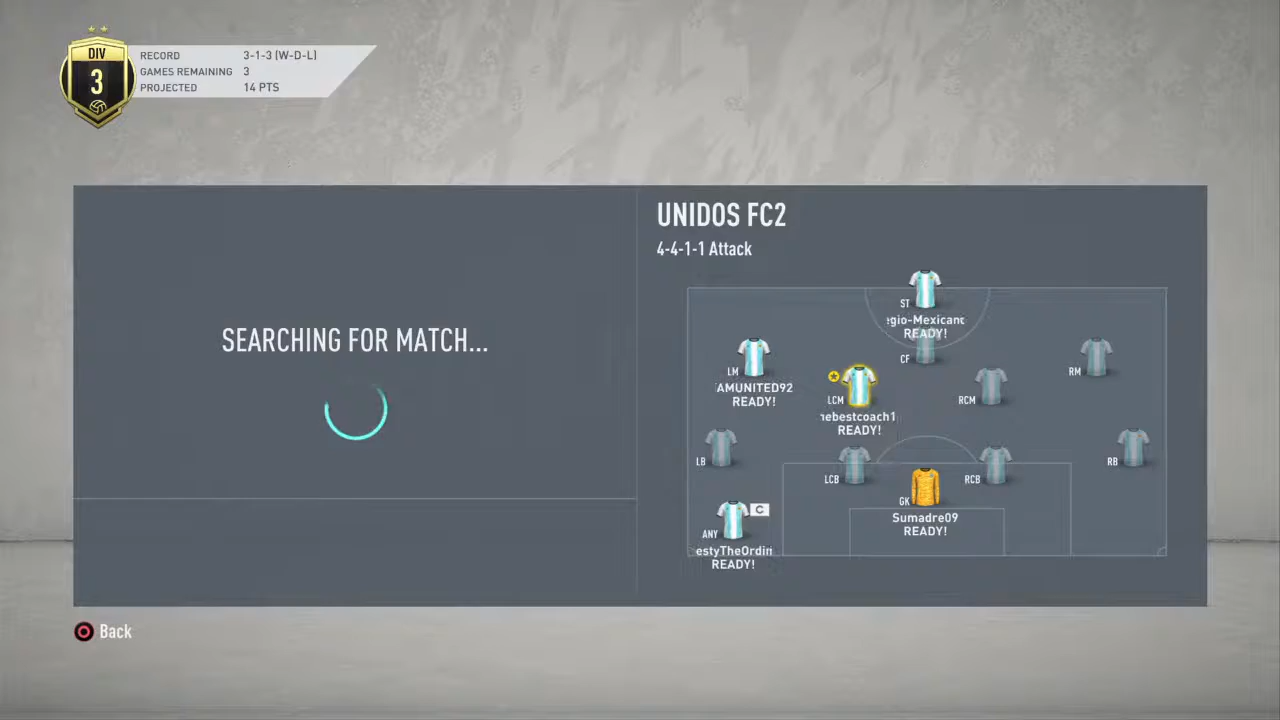 DIV
3
RECORD 3-1-3 (W-D-L)
GAMES REMAINING 3
PROJECTED 14 PTS
SEARCHING FOR MATCH...
UNIDOS FC2
4-4-1-1 Attack
ST
egio-Mexicano
READY!
CF
LM
AMUNITED92
READY!
LCM
hebestcoach1
READY!
RCM
RM
LB
LCB
RCB
RB
GK
Sumadre09
READY!
ANY
C
estyTheOrdin
READY!
Back